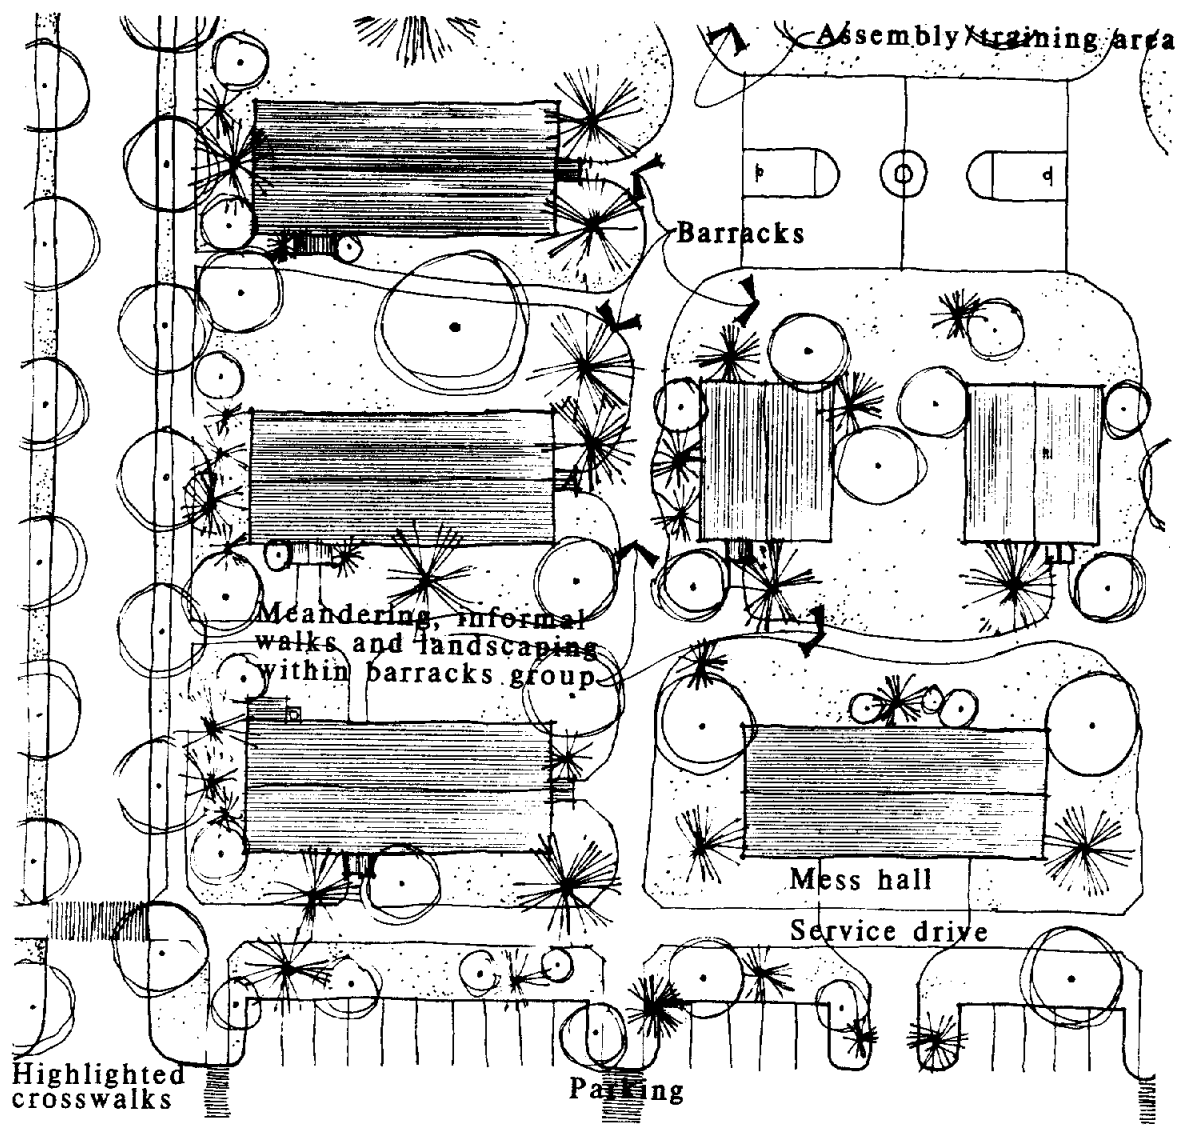 Assembly/training area
Barracks
Meandering, informal
walks and landscaping
within barracks group
Mess hall
Service drive
Highlighted
crosswalks
Parking